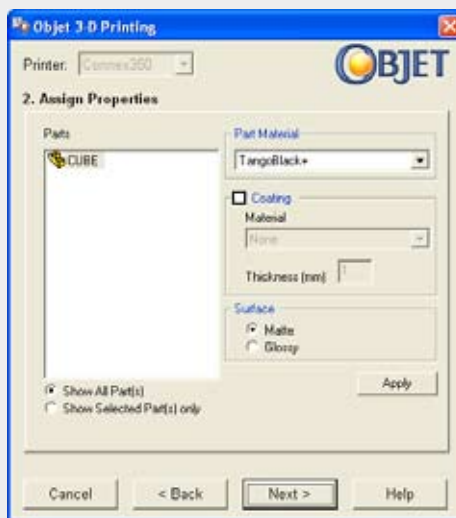 Objet 3-D Printing
Printer: Connex350
OBJET
2. Assign Properties
Parts
CUBE
Part Material
TangoBlack+
Coating
Material
None
Thickness (mm) 1
Surface
Matte
Glossy
Show All Part(s)
Show Selected Part(s) only
Apply
Cancel
< Back
Next >
Help